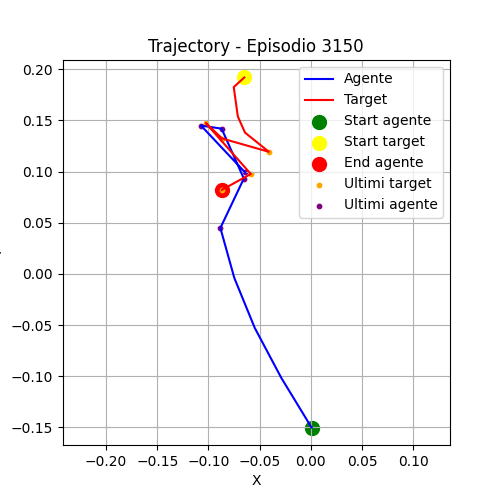 Trajectory - Episodio 3150
Agente
Target
Start agente
Start target
End agente
Ultimi target
Ultimi agente
0.20
0.15
0.10
0.05
0.00
−0.05
−0.10
−0.15
−0.20
−0.15
−0.10
−0.05
0.00
0.05
0.10
X